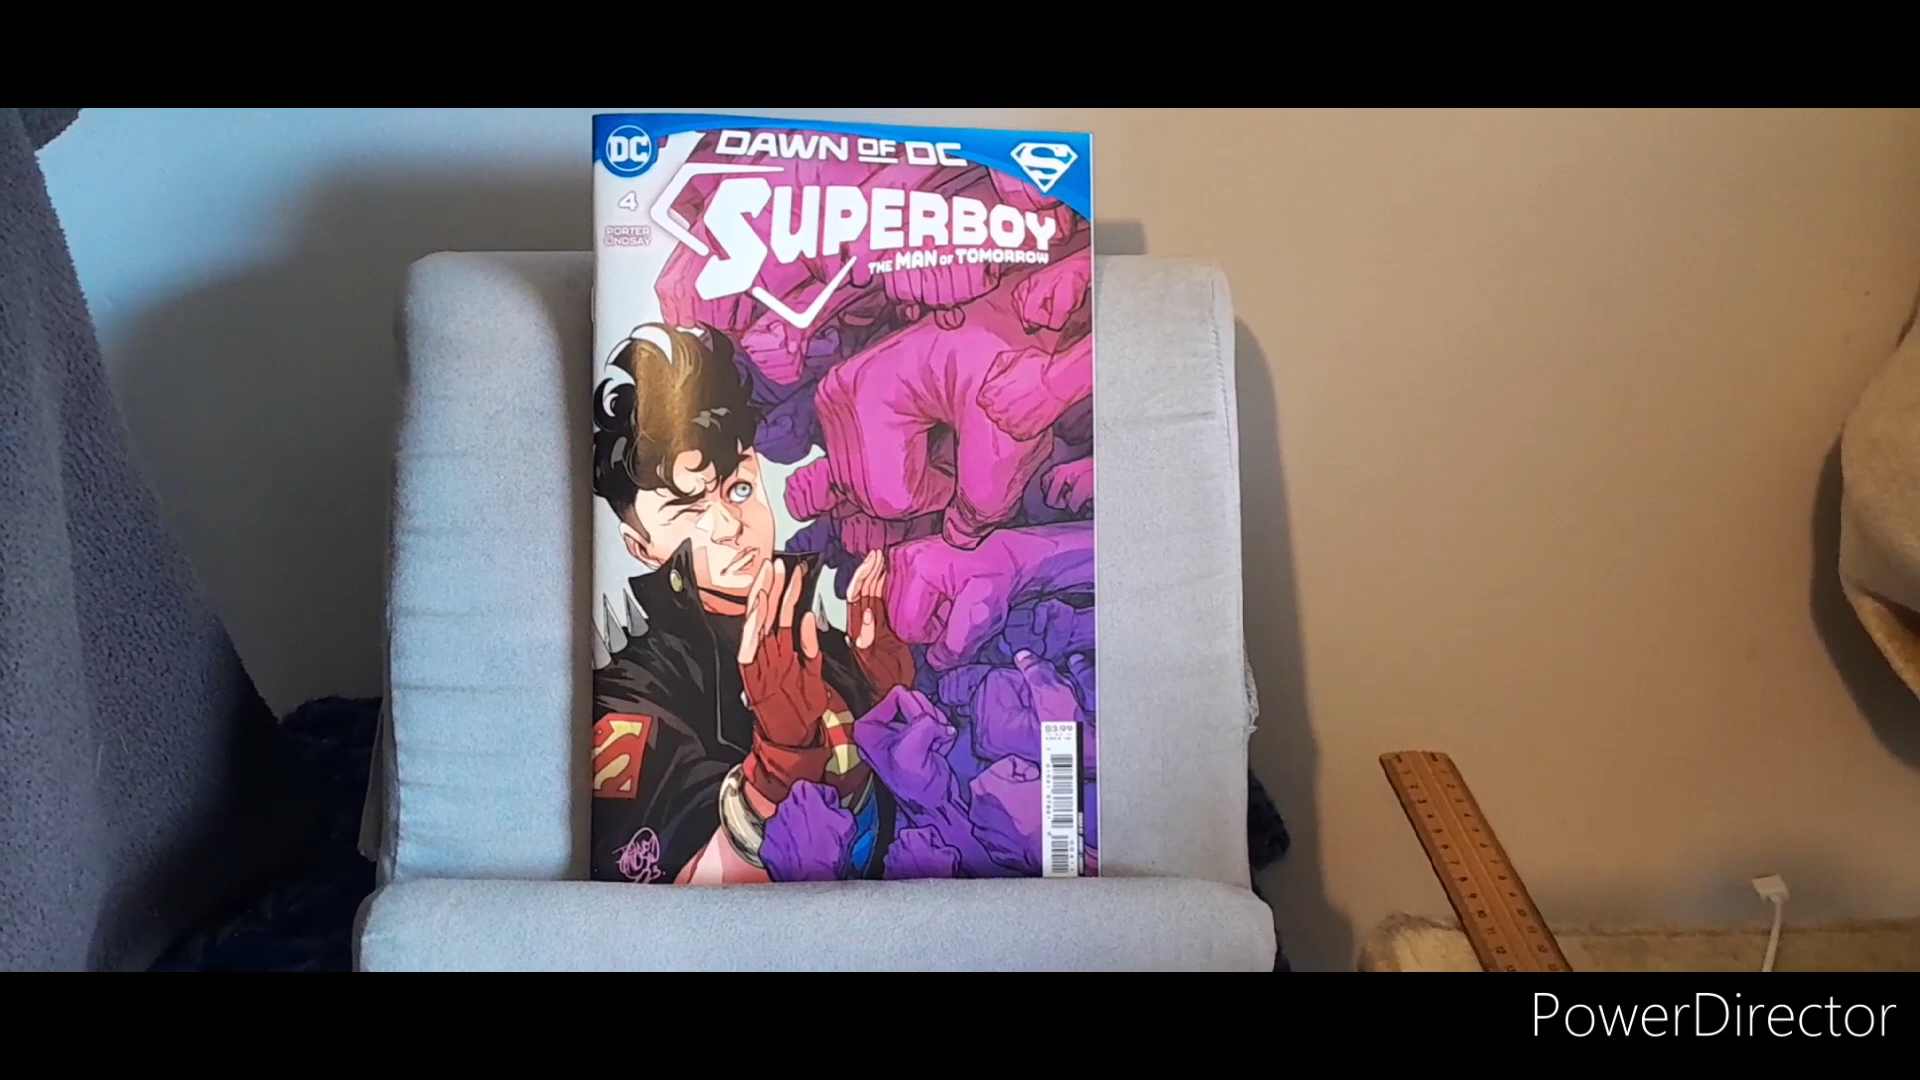 DC
DAWN OF DC
S
4
PORTER
LINDSAY
SUPERBOY
THE MAN OF TOMORROW
$3.99
PowerDirector